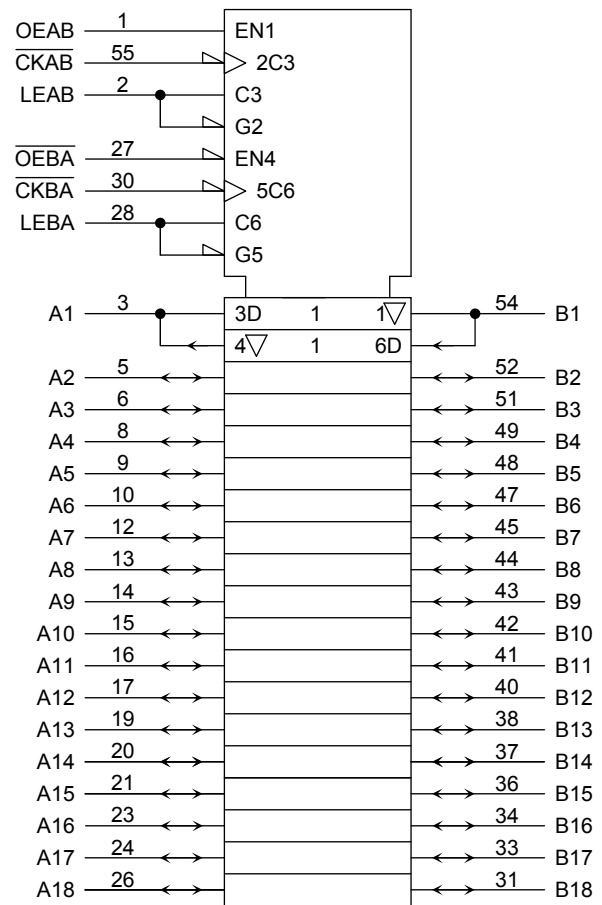 OEAB 1 EN1
CKAB 55 2C3
LEAB 2 C3
G2
OEBA 27 EN4
CKBA 30 5C6
LEBA 28 C6
G5
A1 3 3D 1 1 54 B1
4 1 6D
A2 5 52 B2
A3 6 51 B3
A4 8 49 B4
A5 9 48 B5
A6 10 47 B6
A7 12 45 B7
A8 13 44 B8
A9 14 43 B9
A10 15 42 B10
A11 16 41 B11
A12 17 40 B12
A13 19 38 B13
A14 20 37 B14
A15 21 36 B15
A16 23 34 B16
A17 24 33 B17
A18 26 31 B18